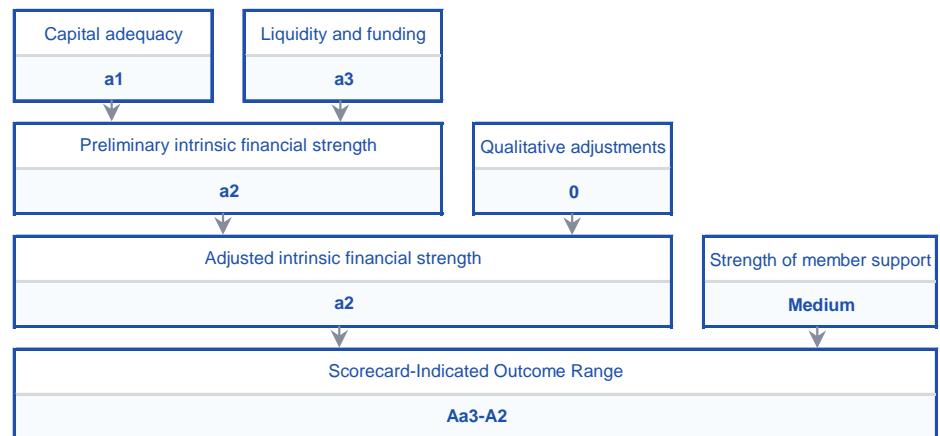 Capital adequacy
a1
Liquidity and funding
a3
Preliminary intrinsic financial strength
a2
Qualitative adjustments
0
Adjusted intrinsic financial strength
a2
Strength of member support
Medium
Scorecard-Indicated Outcome Range
Aa3-A2